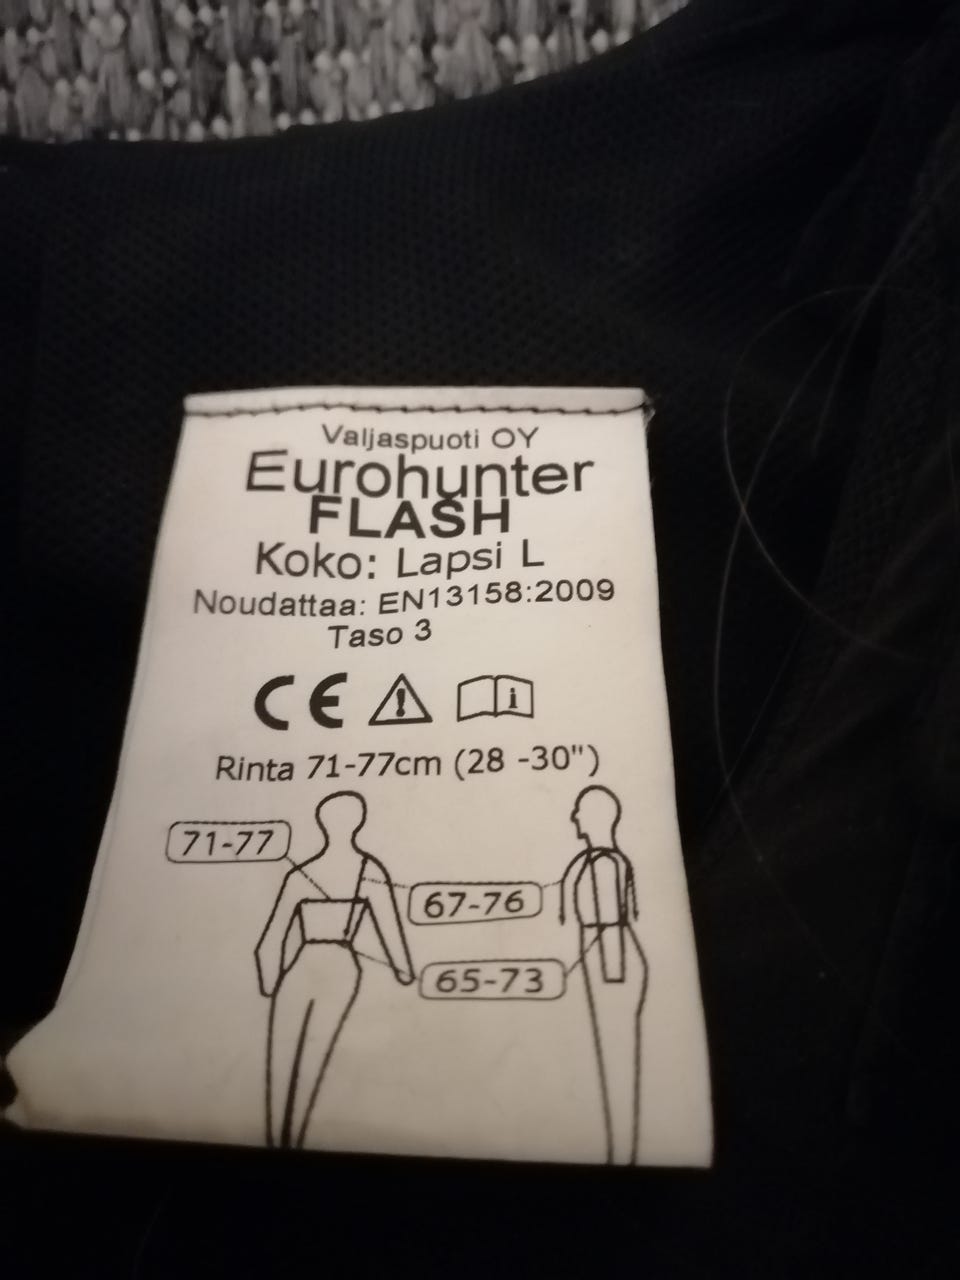 Valjaspuoti OY
Eurohunter
FLASH
Koko: Lapsi L
Noudattaa: EN13158:2009
Taso 3
CE
Rinta 71-77cm (28 -30")
71-77
67-76
65-73